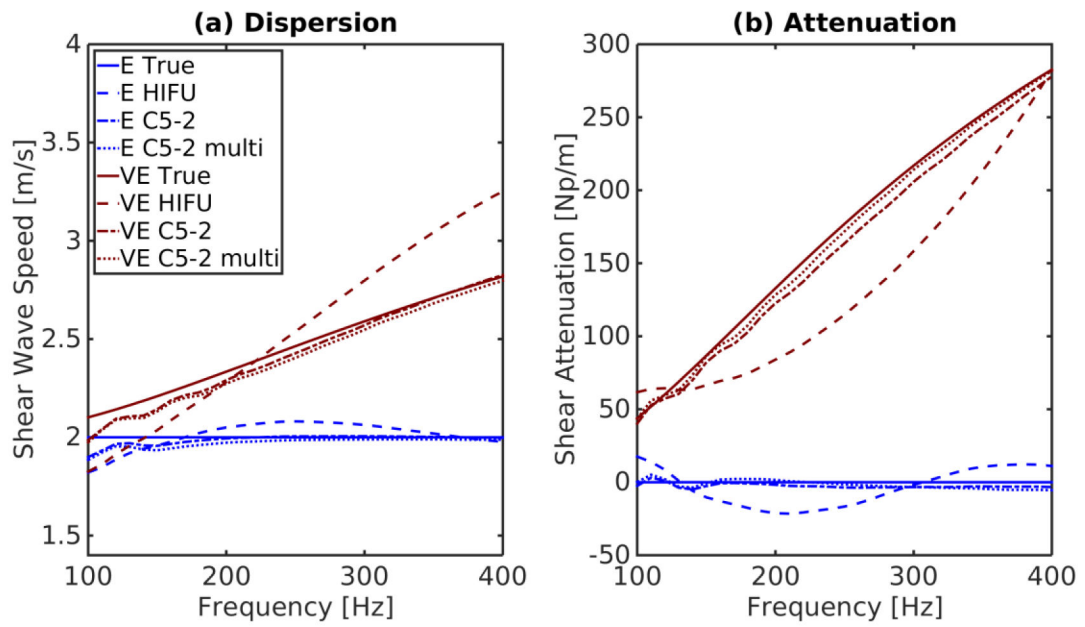 (a) Dispersion
4
3.5
3
2.5
2
1.5
Shear Wave Speed [m/s]
E True
E HIFU
E C5-2
E C5-2 multi
VE True
VE HIFU
VE C5-2
VE C5-2 multi
100 200 300 400
Frequency [Hz]
(b) Attenuation
300
250
200
150
100
50
0
-50
Shear Attenuation [Np/m]
100 200 300 400
Frequency [Hz]